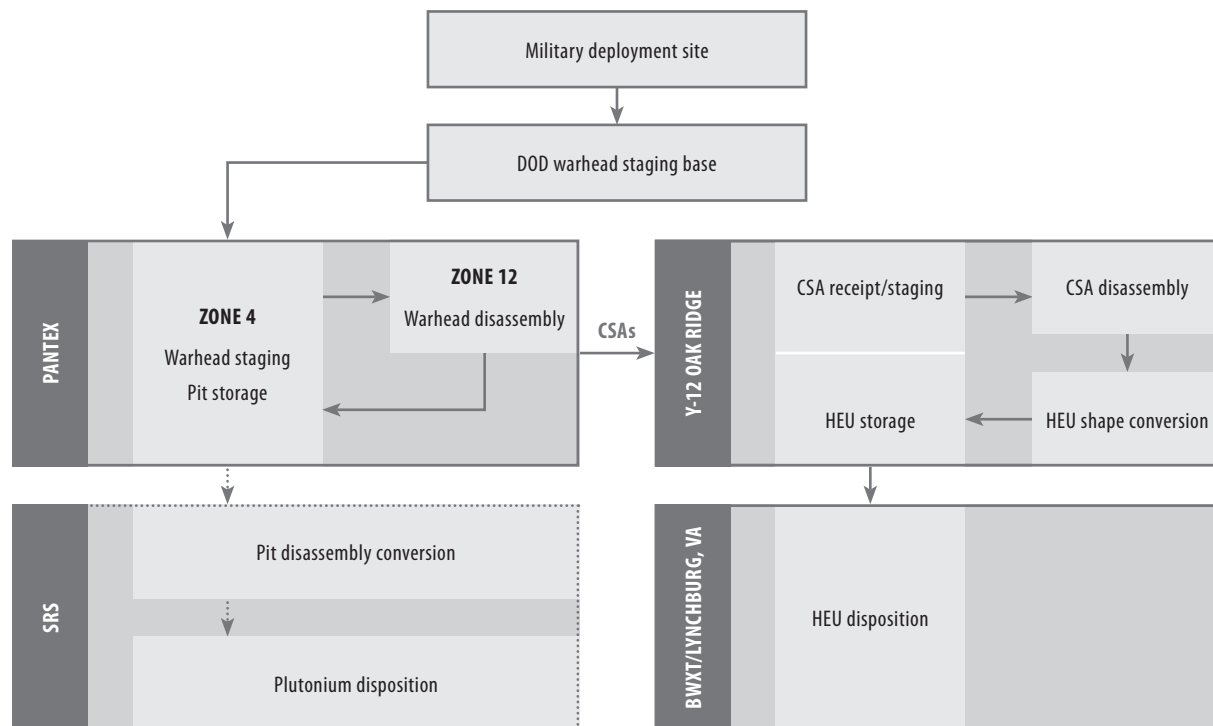 Military deployment site
DOD warhead staging base
PANTEX
ZONE 4
Warhead staging
Pit storage
ZONE 12
Warhead disassembly
CSAs
Y-12 OAK RIDGE
CSA receipt/staging
CSA disassembly
HEU storage
HEU shape conversion
SRS
Pit disassembly conversion
Plutonium disposition
BWXT/LYNCHBURG, VA
HEU disposition